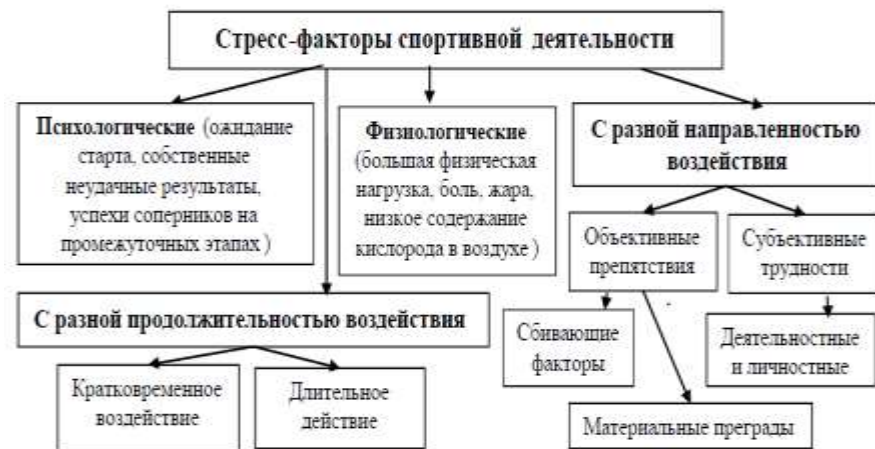 Стресс-факторы спортивной деятельности
Психологические (ожидание
старта, собственные
неудачные результаты,
успехи соперников на
промежуточных этапах )
Физиологические
(большая физическая
нагрузка, боль, жара,
низкое содержание
кислорода в воздухе )
С разной направленностью
воздействия
Объективные
препятствия
Субъективные
трудности
С разной продолжительностью воздействия
Сбивающие
факторы
Деятельностные
и личностные
Кратковременное
воздействие
Длительное
действие
Материальные преграды